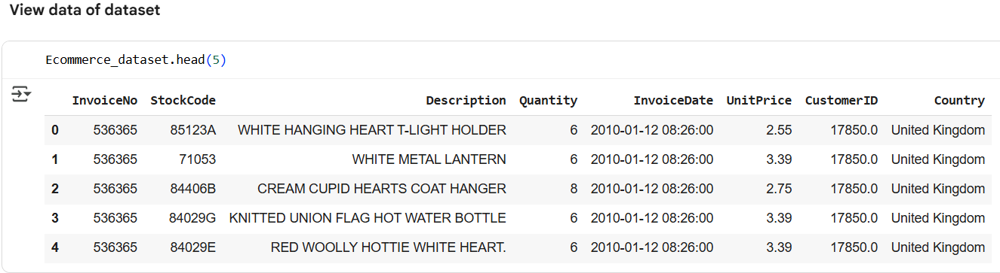 View data of dataset
Ecommerce_dataset.head(5)
InvoiceNo StockCode Description Quantity InvoiceDate UnitPrice CustomerID Country
0 536365 85123A WHITE HANGING HEART T-LIGHT HOLDER 6 2010-01-12 08:26:00 2.55 17850.0 United Kingdom
1 536365 71053 WHITE METAL LANTERN 6 2010-01-12 08:26:00 3.39 17850.0 United Kingdom
2 536365 84406B CREAM CUPID HEARTS COAT HANGER 8 2010-01-12 08:26:00 2.75 17850.0 United Kingdom
3 536365 84029G KNITTED UNION FLAG HOT WATER BOTTLE 6 2010-01-12 08:26:00 3.39 17850.0 United Kingdom
4 536365 84029E RED WOOLLY HOTTIE WHITE HEART. 6 2010-01-12 08:26:00 3.39 17850.0 United Kingdom